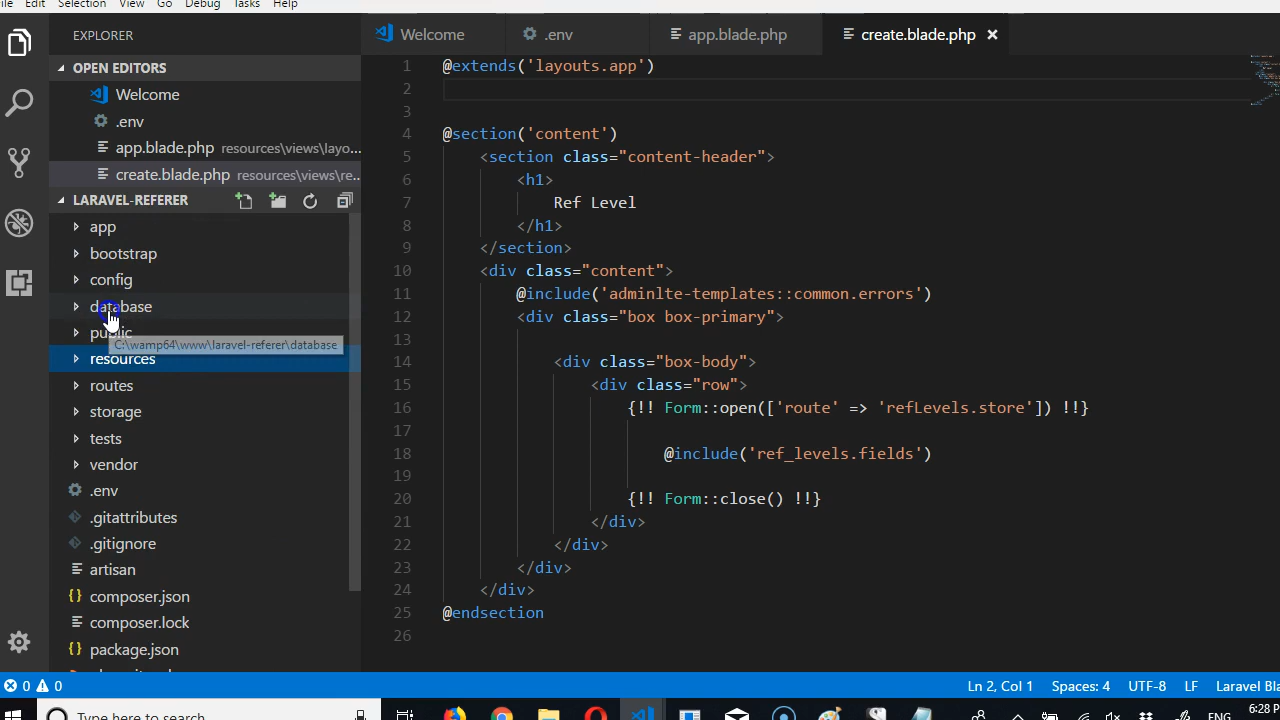 Edit Selection View Go Debug Tasks Help
EXPLORER
OPEN EDITORS
Welcome
.env
app.blade.php resources\views\layo...
create.blade.php resources\views\re...
LARAVEL-REFERER
app
bootstrap
config
database
public
C:\wamp64\www\laravel-referer\database
resources
routes
storage
tests
vendor
.env
.gitattributes
.gitignore
artisan
composer.json
composer.lock
package.json
Welcome .env app.blade.php create.blade.php ×
1 @extends('layouts.app')
2
3
4 @section('content')
5 <section class="content-header">
6 <h1>
7 Ref Level
8 </h1>
9 </section>
10 <div class="content">
11 @include('adminlte-templates::common.errors')
12 <div class="box box-primary">
13
14 <div class="box-body">
15 <div class="row">
16 {!! Form::open(['route' => 'refLevels.store']) !!}
17
18 @include('ref_levels.fields')
19
20 {!! Form::close() !!}
21 </div>
22 </div>
23 </div>
24 </div>
25 @endsection
26
0 0 Ln 2, Col 1 Spaces: 4 UTF-8 LF Laravel Bla
Type here to search
ENG 6:28 P